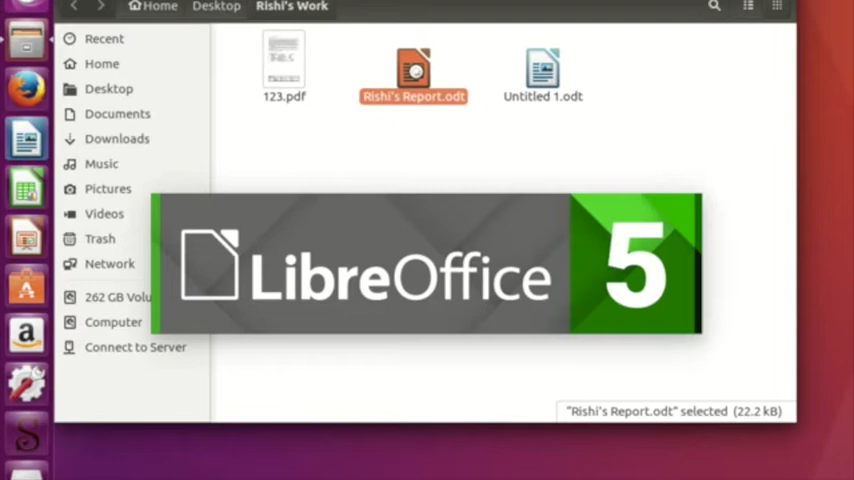 Home Desktop Rishi's Work
Recent
Home
Desktop
Documents
Downloads
Music
Pictures
Videos
Trash
Network
262 GB Volu
Computer
Connect to Server
123.pdf Rishi's Report.odt Untitled 1.odt
LibreOffice 5
"Rishi's Report.odt" selected (22.2 kB)